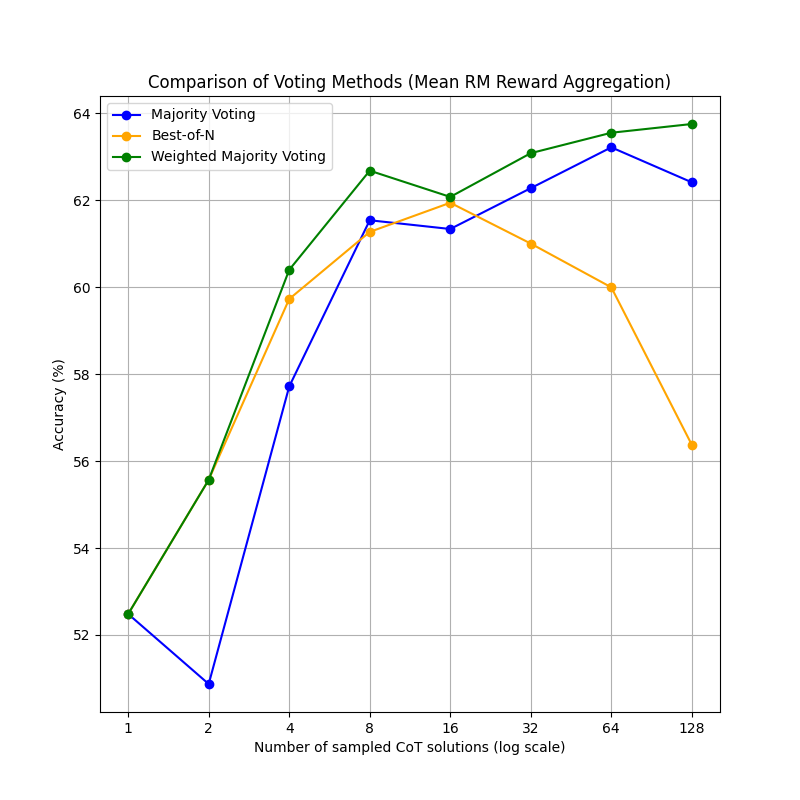 Comparison of Voting Methods (Mean RM Reward Aggregation)
Majority Voting
Best-of-N
Weighted Majority Voting
Accuracy (%)
64
62
60
58
56
54
52
1 2 4 8 16 32 64 128
Number of sampled CoT solutions (log scale)